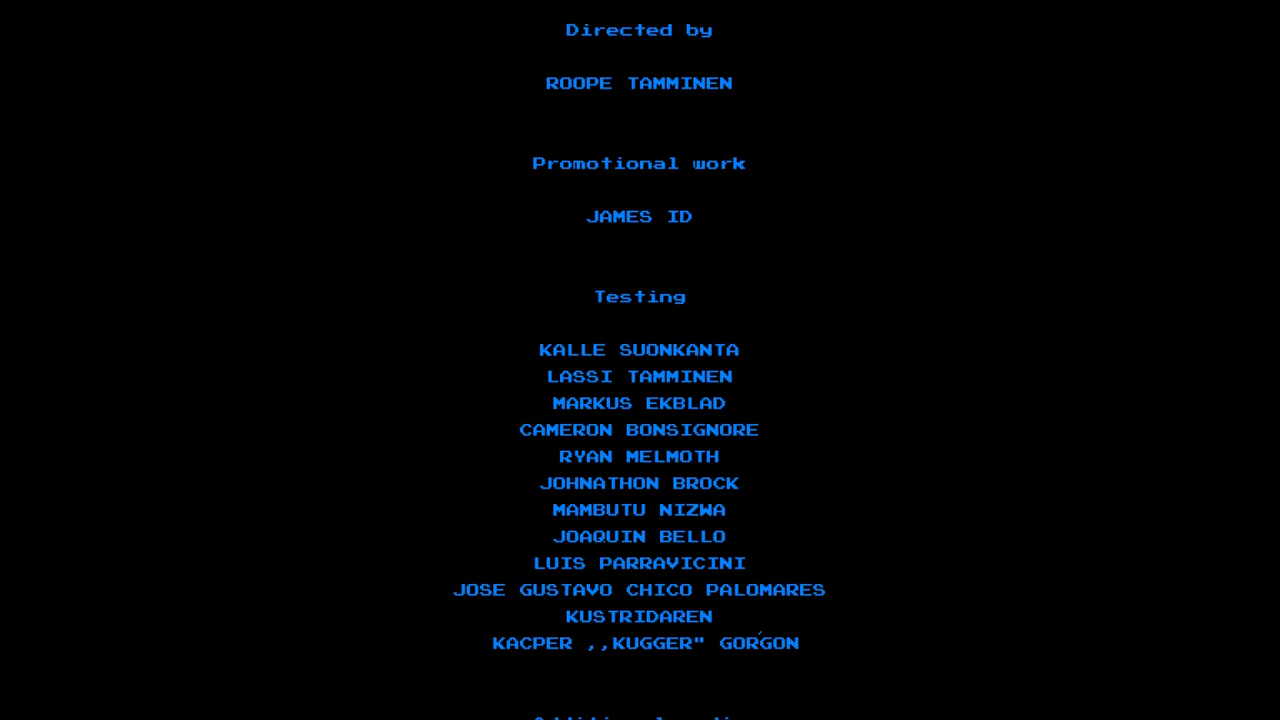 Directed by
ROOPE TAMMINEN
Promotional work
JAMES ID
Testing
KALLE SUONKANTA
LASSI TAMMINEN
MARKUS EKBLAD
CAMERON BONSIGNORE
RYAN MELMOTH
JOHNATHON BROCK
MAMBUTU NIZWA
JOAQUIN BELLO
LUIS PARRAVICINI
JOSE GUSTAVO CHICO PALOMARES
KUSTRIDAREN
KACPER ,,KUGGER" GORGON